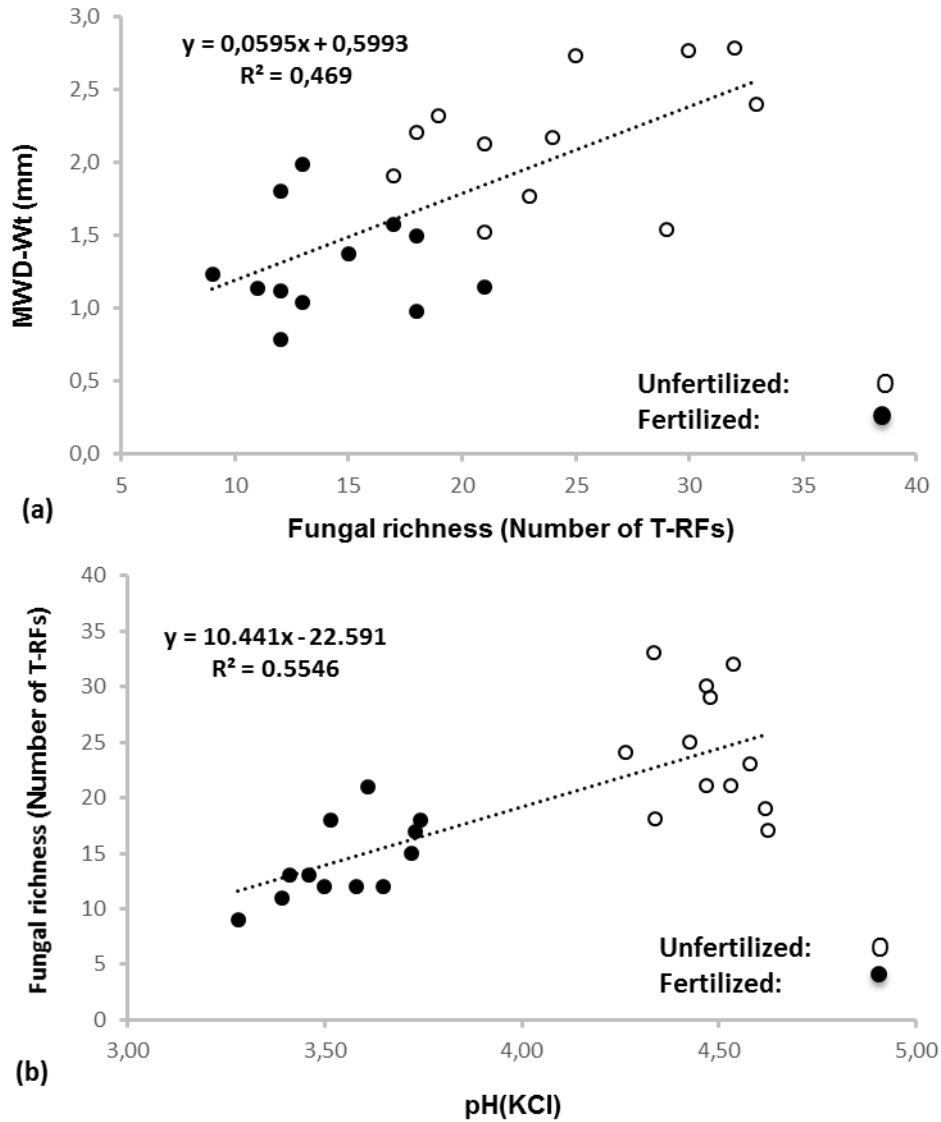 3,0
2,5
2,0
1,5
1,0
0,5
0,0
MWD-Wt (mm)
y = 0,0595x + 0,5993
R² = 0,469
Unfertilized:
Fertilized:
5 10 15 20 25 30 35 40
(a)
Fungal richness (Number of T-RFs)
40
35
30
25
20
15
10
5
0
Fungal richness (Number of T-RFs)
y = 10.441x - 22.591
R² = 0.5546
Unfertilized:
Fertilized:
3,00 3,50 4,00 4,50 5,00
(b)
pH(KCl)